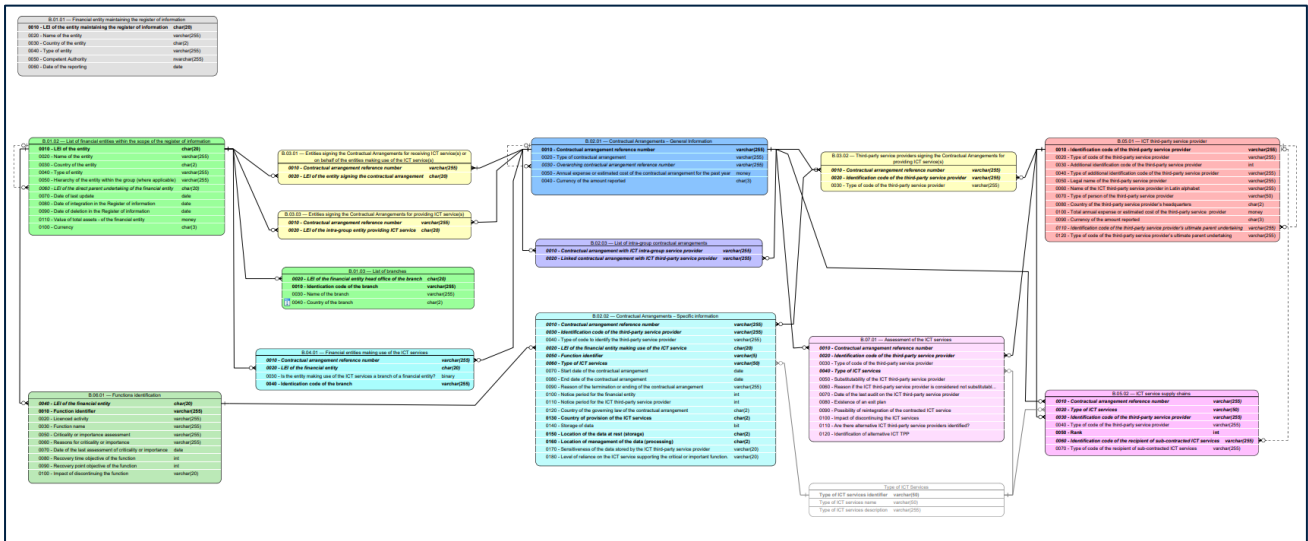 B.01.01 — Financial entity maintaining the register of information
0010 - LEI of the entity maintaining the register of information char(20)
0020 - Name of the entity varchar(255)
0030 - Country of the entity char(2)
0040 - Type of entity varchar(255)
0050 - Competent Authority nvarchar(255)
0060 - Date of the reporting date
B.01.02 — List of financial entities within the scope of the register of information
0010 - LEI of the entity char(20)
0020 - Name of the entity varchar(255)
0030 - Country of the entity char(2)
0040 - Type of entity varchar(255)
0050 - Hierarchy of the entity within the group (where applicable) varchar(255)
0060 - LEI of the direct parent undertaking of the financial entity char(20)
0070 - Date of last update date
0080 - Date of integration in the Register of information date
0090 - Date of deletion in the Register of information date
0110 - Value of total assets - of the financial entity money
0100 - Currency char(3)
B.03.01 — Entities signing the Contractual Arrangements for receiving ICT service(s) or
on behalf of the entities making use of the ICT service(s)
0010 - Contractual arrangement reference number varchar(255)
0020 - LEI of the entity signing the contractual arrangement char(20)
B.03.03 — Entities signing the Contractual Arrangements for providing ICT service(s)
0010 - Contractual arrangement reference number varchar(255)
0020 - LEI of the intra-group entity providing ICT service char(20)
B.01.03 — List of branches
0020 - LEI of the financial entity head office of the branch char(20)
0010 - Identication code of the branch varchar(255)
0030 - Name of the branch varchar(255)
0040 - Country of the branch char(2)
B.04.01 — Financial entities making use of the ICT services
0010 - Contractual arrangement reference number varchar(255)
0020 - LEI of the financial entity char(20)
0030 - Is the entity making use of the ICT services a branch of a financial entity? binary
0040 - Identication code of the branch varchar(255)
B.06.01 — Functions identification
0040 - LEI of the financial entity char(20)
0010 - Function identifier varchar(255)
0020 - Licensed activity varchar(255)
0030 - Function name varchar(255)
0050 - Criticality or importance assessment varchar(255)
0060 - Reasons for criticality or importance varchar(255)
0070 - Date of the last assessment of criticality or importance date
0080 - Recovery time objective of the function int
0090 - Recovery point objective of the function int
0100 - Impact of discontinuing the function varchar(20)
B.02.01 — Contractual Arrangements - General Information
0010 - Contractual arrangement reference number varchar(255)
0020 - Type of contractual arrangement varchar(255)
0030 - Overarching contractual arrangement reference number varchar(255)
0050 - Annual expense or estimated cost of the contractual arrangement for the past year money
0040 - Currency of the amount reported char(3)
B.02.03 — List of intra-group contractual arrangements
0010 - Contractual arrangement with ICT intra-group service provider varchar(255)
0020 - Linked contractual arrangement with ICT third-party service provider varchar(255)
B.02.02 — Contractual Arrangements - Specific information
0010 - Contractual arrangement reference number varchar(255)
0030 - Identification code of the third-party service provider varchar(255)
0040 - Type of code to identify the third-party service provider varchar(255)
0020 - LEI of the financial entity making use of the ICT service char(20)
0050 - Function identifier varchar(5)
0060 - Type of ICT services varchar(50)
0070 - Start date of the contractual arrangement date
0080 - End date of the contractual arrangement date
0090 - Reason of the termination or ending of the contractual arrangement varchar(255)
0100 - Notice period for the financial entity int
0110 - Notice period for the ICT third-party service provider int
0120 - Country of the governing law of the contractual arrangement char(2)
0130 - Country of provision of the ICT services char(2)
0140 - Storage of data bit
0150 - Location of the data at rest (storage) char(2)
0160 - Location of management of the data (processing) char(2)
0170 - Sensitiveness of the data stored by the ICT third-party service provider varchar(20)
0180 - Level of reliance on the ICT service supporting the critical or important function varchar(20)
B.03.02 — Third-party service providers signing the Contractual Arrangements for
providing ICT service(s)
0010 - Contractual arrangement reference number varchar(255)
0020 - Identification code of the third-party service provider varchar(255)
0030 - Type of code of the third-party service provider varchar(255)
B.07.01 — Assessment of the ICT services
0010 - Contractual arrangement reference number
0020 - Identification code of the third-party service provider
0030 - Type of code of the third-party service provider
0040 - Type of ICT services
0050 - Substitutability of the ICT third-party service provider
0060 - Reason if the ICT third-party service provider is considered not substitutabl...
0070 - Date of the last audit on the ICT third-party service provider
0080 - Existence of an exit plan
0090 - Possibility of reintegration of the contracted ICT service
0100 - Impact of discontinuing the ICT services
0110 - Are there alternative ICT third-party service providers identified?
0120 - Identification of alternative ICT TPP
Type of ICT Services
Type of ICT services identifier varchar(50)
Type of ICT services name varchar(50)
Type of ICT services description varchar(255)
B.05.01 — ICT third-party service provider
0010 - Identification code of the third-party service provider varchar(255)
0020 - Type of code of the third-party service provider varchar(255)
0030 - Additional identification code of the third-party service provider int
0040 - Type of additional identification code of the third-party service provider varchar(255)
0050 - Legal name of the third-party service provider varchar(255)
0060 - Name of the ICT third-party service provider in Latin alphabet varchar(255)
0070 - Type of person of the third-party service provider varchar(50)
0080 - Country of the third-party service provider's headquarters char(2)
0100 - Total annual expense or estimated cost of the third-party service provider money
0090 - Currency of the amount reported char(3)
0110 - Identification code of the third-party service provider's ultimate parent undertaking varchar(255)
0120 - Type of code of the third-party service provider's ultimate parent undertaking varchar(255)
B.05.02 — ICT service supply chains
0010 - Contractual arrangement reference number varchar(255)
0020 - Type of ICT services varchar(50)
0030 - Identification code of the third-party service provider varchar(255)
0040 - Type of code of the third-party service provider varchar(255)
0050 - Rank int
0060 - Identification code of the recipient of sub-contracted ICT services varchar(255)
0070 - Type of code of the recipient of sub-contracted ICT services varchar(255)